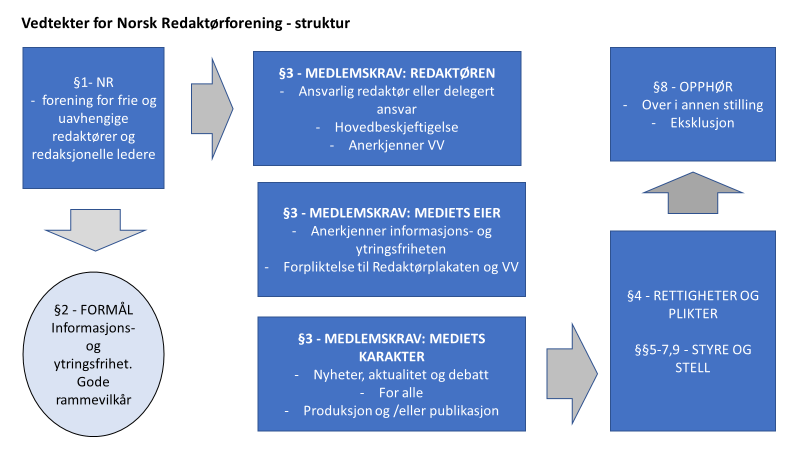 Vedtekter for Norsk Redaktørforening - struktur
§1- NR
- forening for frie og
uavhengige
redaktører og
redaksjonelle ledere
§2 - FORMÅL
Informasjons-
og
ytringsfrihet.
Gode
rammevilkår
§3 - MEDLEMSKRAV: REDAKTØREN
- Ansvarlig redaktør eller delegert
ansvar
- Hovedbeskjeftigelse
- Anerkjenner VV
§3 - MEDLEMSKRAV: MEDIETS EIER
- Anerkjenner informasjons- og
ytringsfriheten
- Forpliktelse til Redaktørplakaten og VV
§3 - MEDLEMSKRAV: MEDIETS
KARAKTER
- Nyheter, aktualitet og debatt
- For alle
- Produksjon og /eller publikasjon
§4 - RETTIGHETER OG
PLIKTER
§§5-7,9 - STYRE OG
STELL
§8 - OPPHØR
- Over i annen stilling
- Eksklusjon